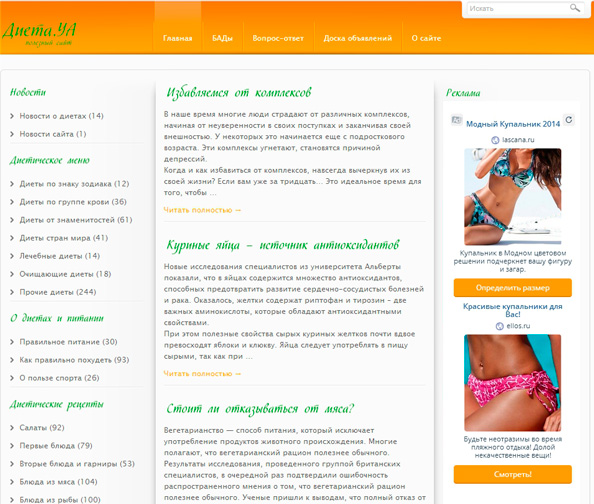 Диета.УА
полезный сайт
Главная
БАДы
Вопрос-ответ
Доска объявлений
О сайте
Искать
Новости
Новости о диетах (14)
Новости сайта (1)
Диетическое меню
Диеты по знаку зодиака (12)
Диеты по группе крови (36)
Диеты от знаменитостей (61)
Диеты стран мира (41)
Лечебные диеты (14)
Очищающие диеты (18)
Прочие диеты (244)
О диетах и питании
Правильное питание (30)
Как правильно похудеть (93)
О пользе спорта (26)
Диетические рецепты
Салаты (92)
Первые блюда (79)
Вторые блюда и гарниры (53)
Блюда из мяса (104)
Блюда из рыбы (100)
Избавляемся от комплексов
В наше время многие люди страдают от различных комплексов,
начиная от неуверенности в своих поступках и заканчивая своей
внешностью. У некоторых это начинается еще с подросткового
возраста. Эти комплексы угнетают, становятся причиной
депрессий.
Когда и как избавиться от комплексов, навсегда вычеркнув их из
своей жизни? Если вам уже за тридцать... Это идеальное время для
того, чтобы ...
Читать полностью →
Куриные яйца – источник антиоксидантов
Новые исследования специалистов из университета Альберты
показали, что в яйцах содержится множество антиоксидантов,
способных предотвратить развитие сердечно-сосудистых болезней
и рака. Оказалось, желтки содержат риптофан и тирозин - две
важных аминокислоты, которые обладают антиоксидантными
свойствами.
При этом полезные свойства сырых куриных желтков почти вдвое
превосходят яблоки и клюкву. Яйца следует употреблять в пищу
сырыми, так как при ...
Читать полностью →
Стоит ли отказываться от мяса?
Вегетарианство — способ питания, который исключает
употребление продуктов животного происхождения. Многие
полагают, что вегетарианский рацион полезнее обычного.
Результаты исследования, проведенного группой британских
специалистов, в очередной раз подтвердили ошибочность
распространенного мнения о том, что вегетарианский рацион
полезнее обычного. Ученые пришли к выводам, что полный отказ от
Реклама
Модный Купальник 2014
lascana.ru
Купальник в Модном цветовом
решении подчеркнет вашу фигуру
и загар.
Определить размер
Красивые купальники для
Вас!
ellos.ru
Будьте неотразимы во время
пляжного отдыха! Долой
некачественные вещи!
Смотреть!